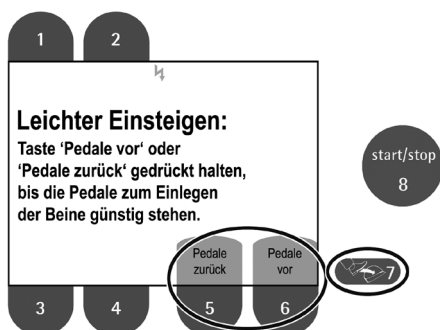 1 2
Leichter Einsteigen:
Taste 'Pedale vor' oder
'Pedale zurück' gedrückt halten,
bis die Pedale zum Einlegen
der Beine günstig stehen.
start/stop
8
Pedale
zurück
Pedale
vor
7
3 4 5 6